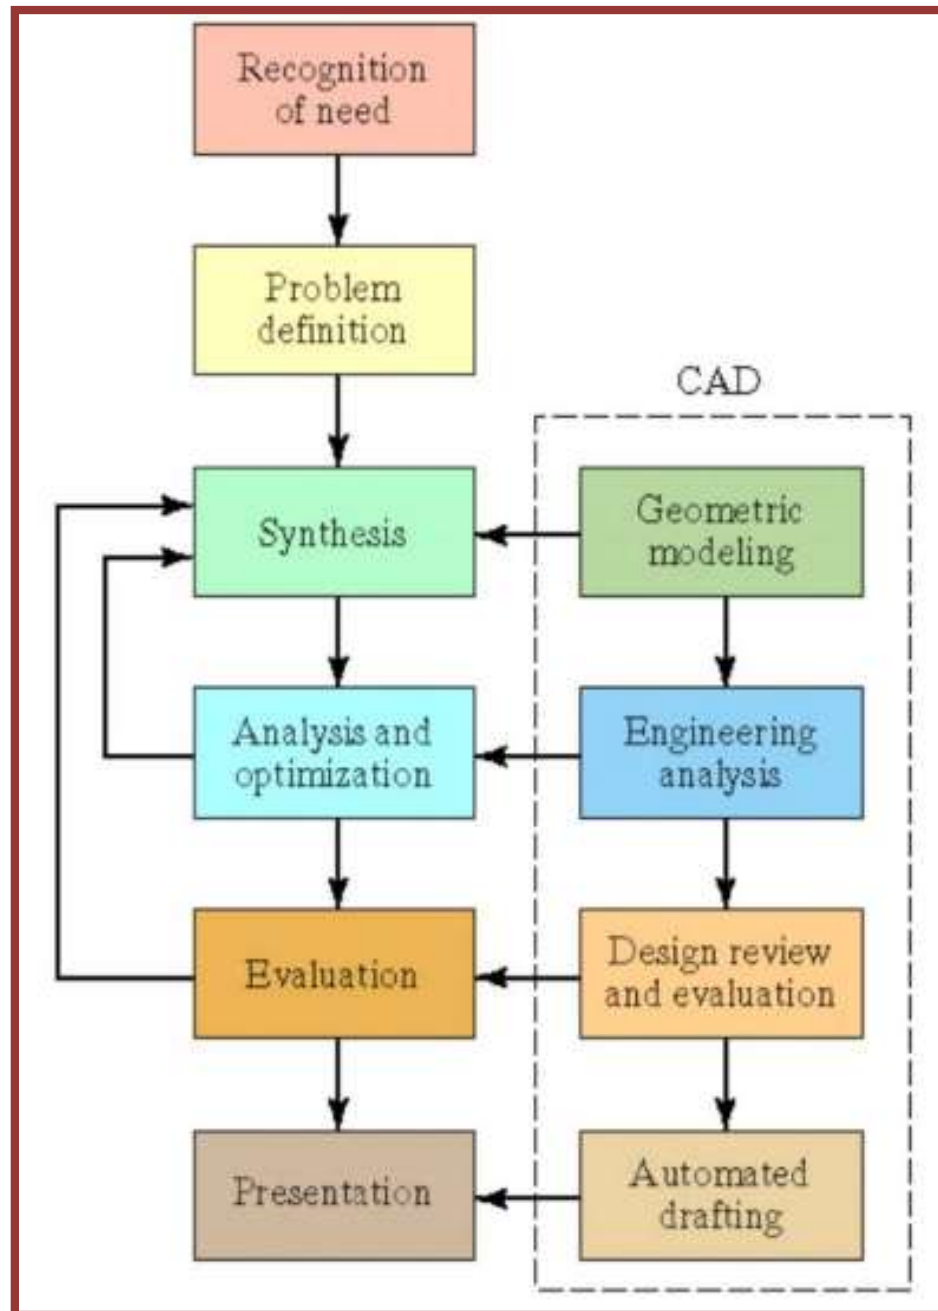 Recognition
of need
Problem
definition
CAD
Synthesis
Geometric
modeling
Analysis and
optimization
Engineering
analysis
Evaluation
Design review
and evaluation
Presentation
Automated
drafting